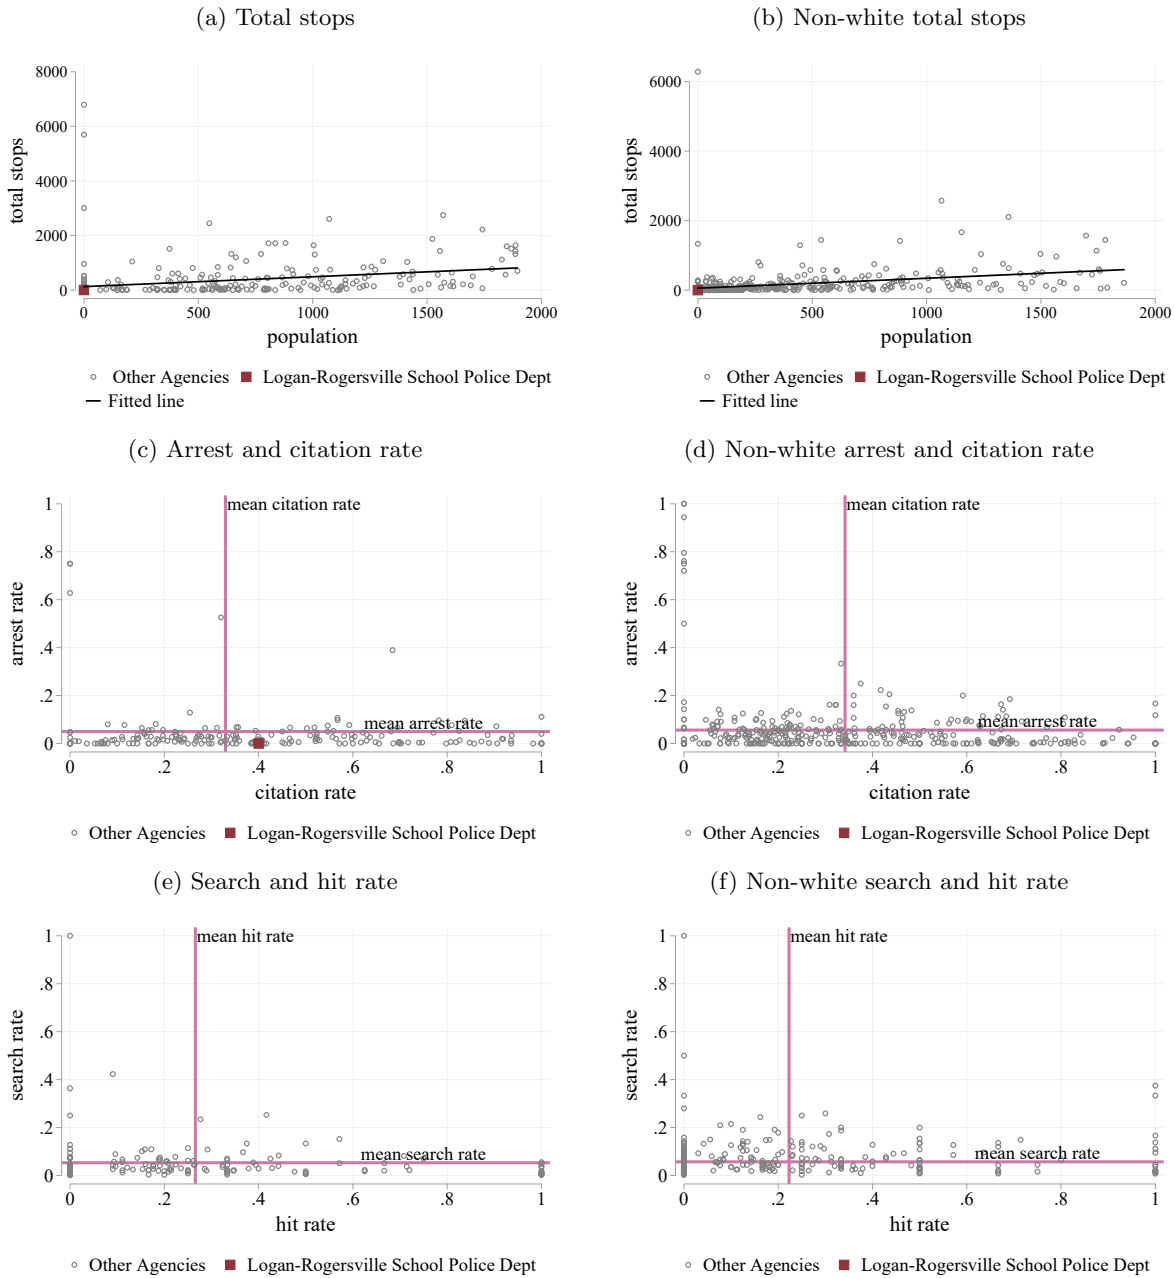 (a) Total stops
(b) Non-white total stops
8000
6000
4000
2000
0
total stops
0
500
1000
1500
2000
population
Other Agencies
Logan-Rogersville School Police Dept
Fitted line
6000
4000
2000
0
total stops
0
500
1000
1500
2000
population
Other Agencies
Logan-Rogersville School Police Dept
Fitted line
(c) Arrest and citation rate
(d) Non-white arrest and citation rate
1
.8
.6
.4
.2
0
arrest rate
mean citation rate
mean arrest rate
0
.2
.4
.6
.8
1
citation rate
Other Agencies
Logan-Rogersville School Police Dept
1
.8
.6
.4
.2
0
arrest rate
mean citation rate
mean arrest rate
0
.2
.4
.6
.8
1
citation rate
Other Agencies
Logan-Rogersville School Police Dept
(e) Search and hit rate
(f) Non-white search and hit rate
1
.8
.6
.4
.2
0
search rate
mean hit rate
mean search rate
0
.2
.4
.6
.8
1
hit rate
Other Agencies
Logan-Rogersville School Police Dept
1
.8
.6
.4
.2
0
search rate
mean hit rate
mean search rate
0
.2
.4
.6
.8
1
hit rate
Other Agencies
Logan-Rogersville School Police Dept